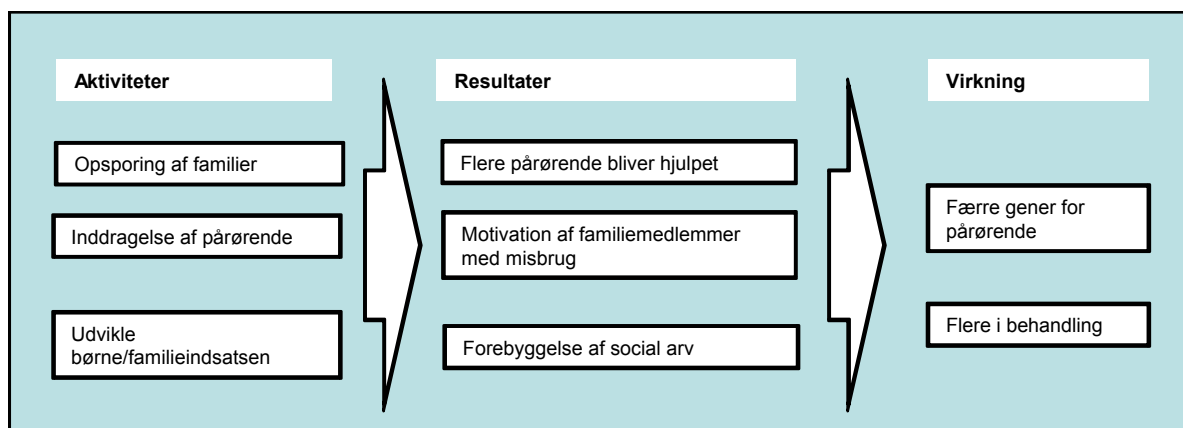 Aktiviteter
Opsporing af familier
Inddragelse af pårørende
Udvikle
børne/familieindsatsen
Resultater
Flere pårørende bliver hjulpet
Motivation af familiemedlemmer
med misbrug
Forebyggelse af social arv
Virkning
Færre gener for
pårørende
Flere i behandling